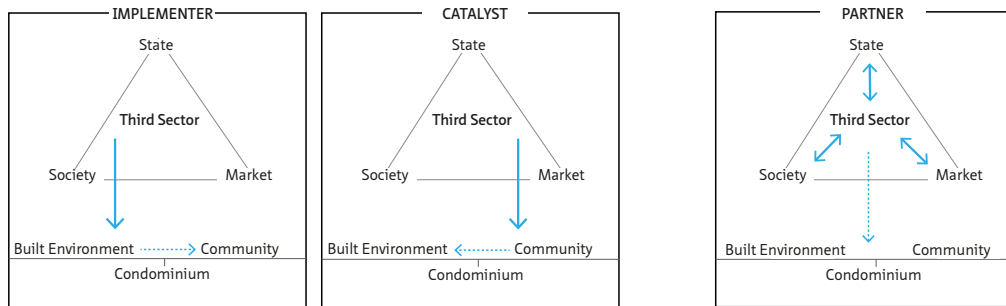 IMPLEMENTER
State
Third Sector
Society Market
Built Environment Community
Condominium
CATALYST
State
Third Sector
Society Market
Built Environment Community
Condominium
PARTNER
State
Third Sector
Society Market
Built Environment Community
Condominium